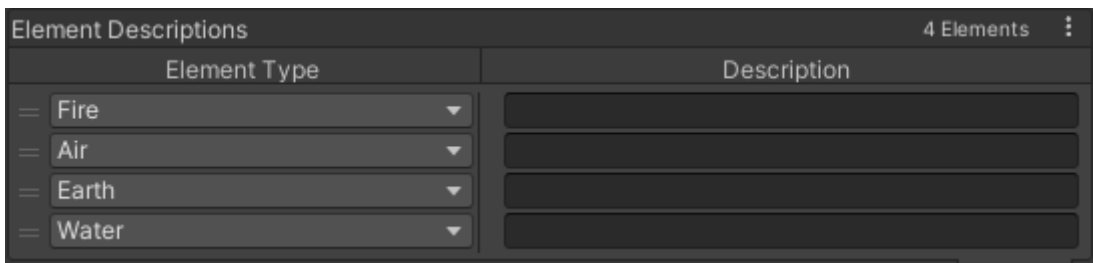 Element Descriptions 4 Elements
Element Type Description
Fire
Air
Earth
Water